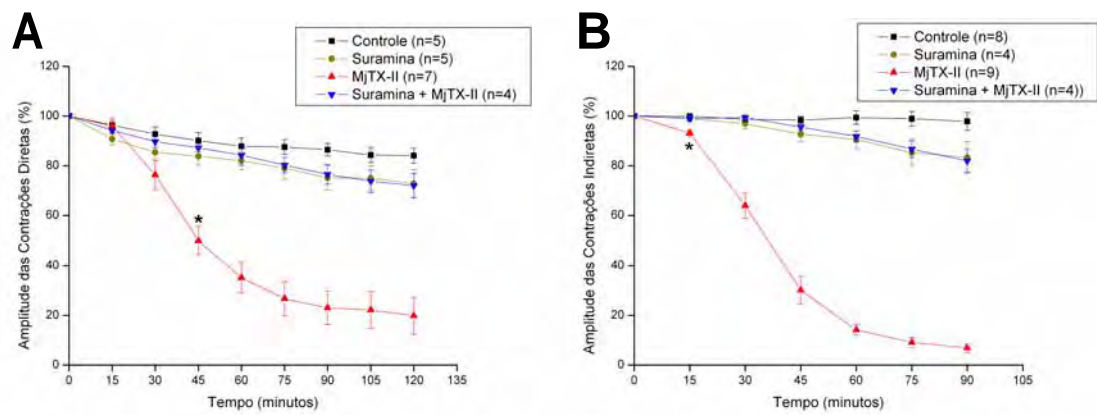 A
Controle (n=5)
Suramina (n=5)
MjTX-II (n=7)
Suramina + MjTX-II (n=4)
Amplitude das Contrações Diretas (%)
120
100
80
60
40
20
0
*
0 15 30 45 60 75 90 105 120 135
Tempo (minutos)
B
Controle (n=8)
Suramina (n=4)
MjTX-II (n=9)
Suramina + MjTX-II (n=4))
Amplitude das Contrações Indiretas (%)
120
100
80
60
40
20
0
*
0 15 30 45 60 75 90 105
Tempo (minutos)